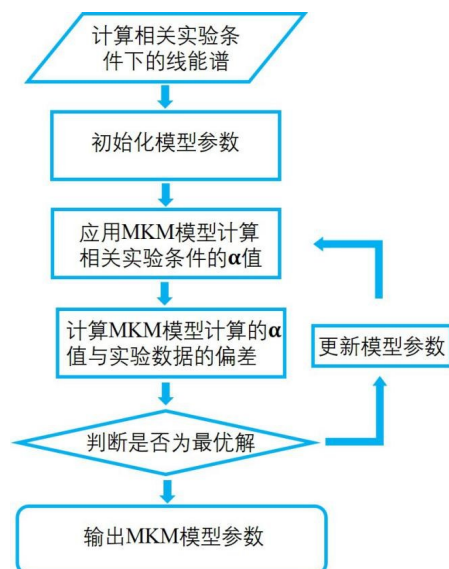 计算相关实验条
件下的线能谱
初始化模型参数
应用MKM模型计算
相关实验条件的α值
计算MKM模型计算的α
值与实验数据的偏差
更新模型参数
判断是否为最优解
输出MKM模型参数